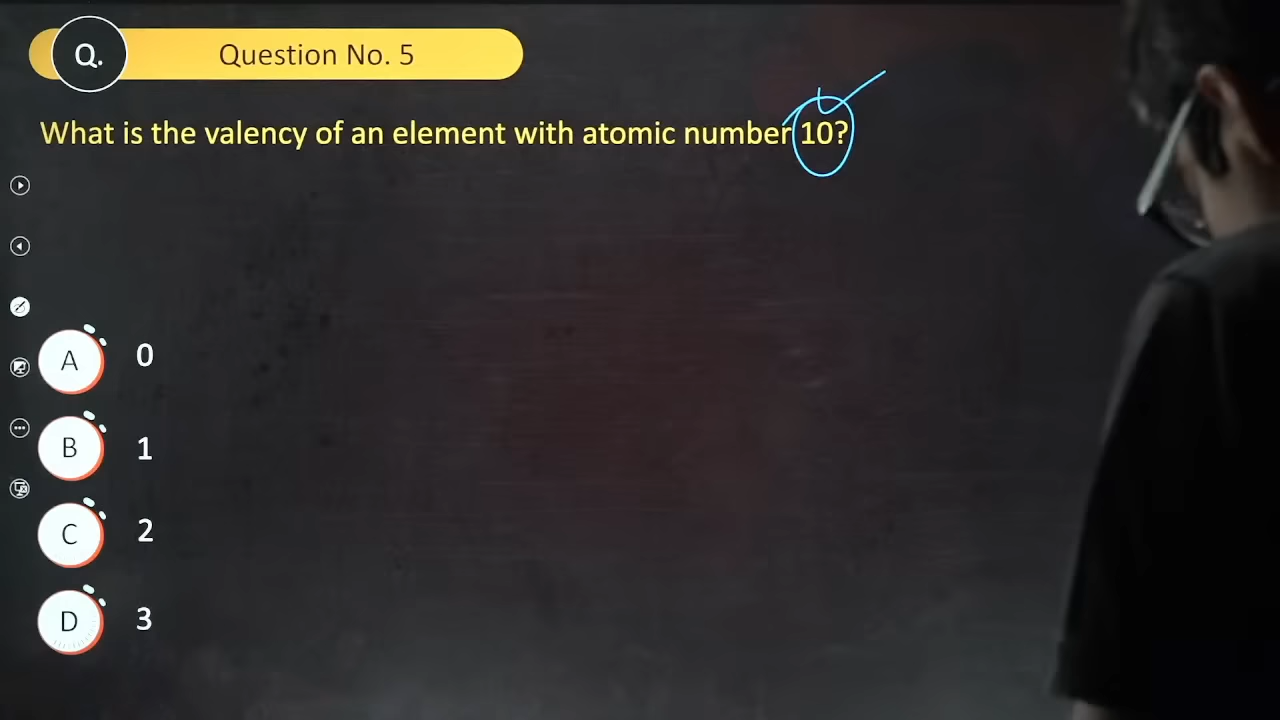 Q.
Question No. 5
What is the valency of an element with atomic number 10?
A 0
B 1
C 2
D 3